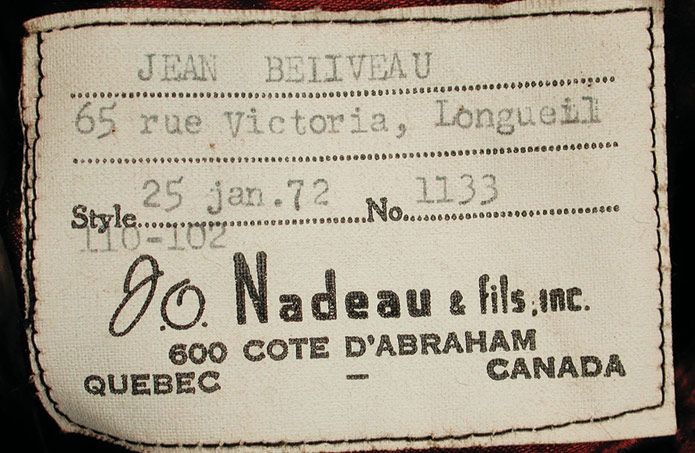 JEAN BELIVEAU
65 rue Victoria, Longueil
Style 25 jan.72 No. 1133
110-102
J.O. Nadeau & fils, inc.
600 COTE D'ABRAHAM
QUEBEC – CANADA